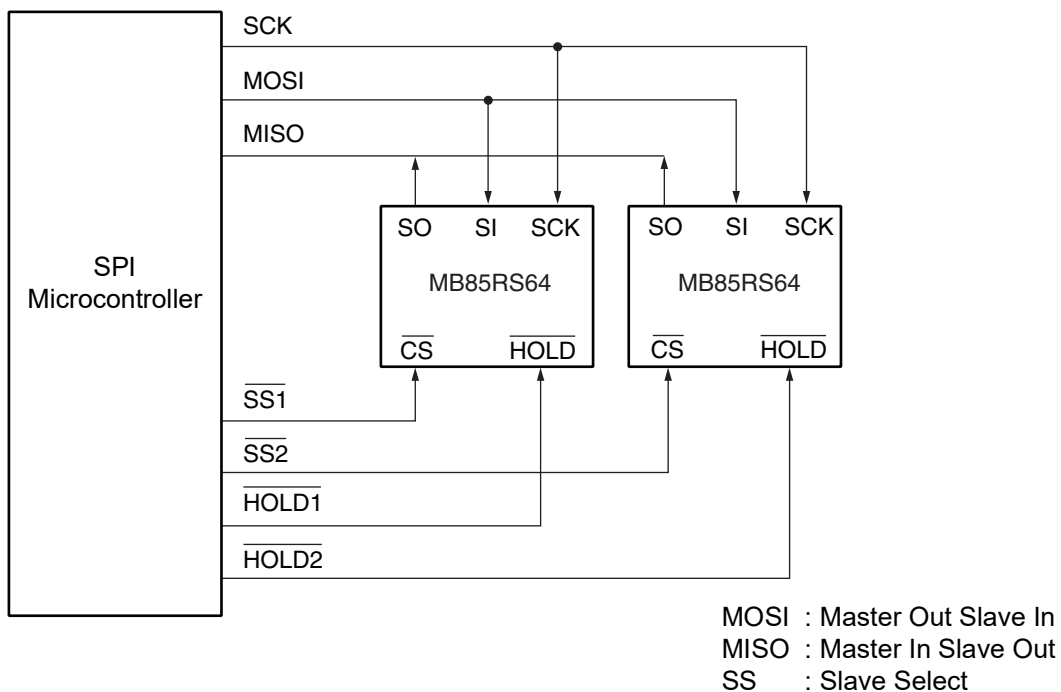 SCK
MOSI
MISO
SO SI SCK
MB85RS64
CS HOLD
SO SI SCK
MB85RS64
CS HOLD
SPI
Microcontroller
SS1
SS2
HOLD1
HOLD2
MOSI : Master Out Slave In
MISO : Master In Slave Out
SS : Slave Select